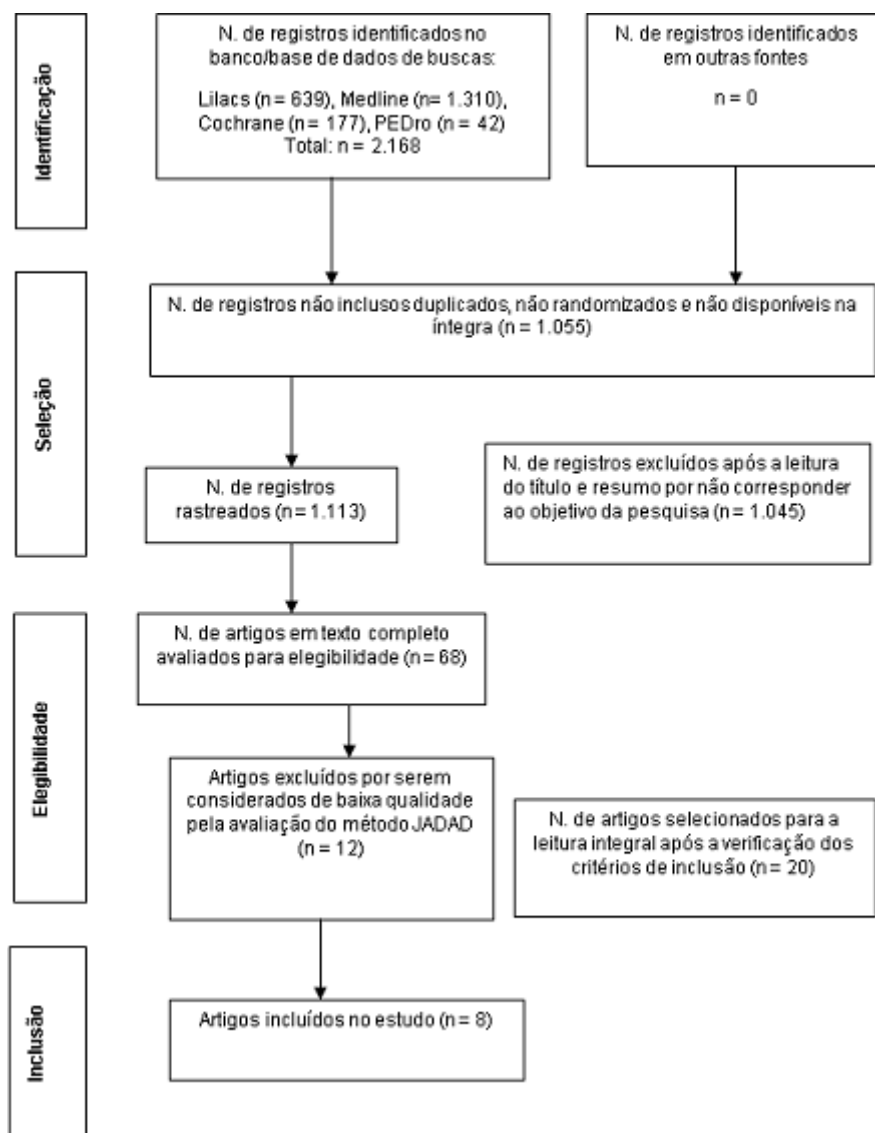 Identificação
N. de registros identificados no
banco/base de dados de buscas:
Lilacs (n = 639), Medline (n= 1.310),
Cochrane (n = 177), PEDro (n = 42)
Total: n = 2.168
N. de registros identificados
em outras fontes
n = 0
Seleção
N. de registros não inclusos duplicados, não randomizados e não disponíveis na
íntegra (n = 1.055)
N. de registros
rastreados (n = 1.113)
N. de registros excluídos após a leitura
do título e resumo por não corresponder
ao objetivo da pesquisa (n = 1.045)
Elegibilidade
N. de artigos em texto completo
avaliados para elegibilidade (n = 68)
Artigos excluídos por serem
considerados de baixa qualidade
pela avaliação do método JADAD
(n = 12)
N. de artigos selecionados para a
leitura integral após a verificação dos
critérios de inclusão (n = 20)
Inclusão
Artigos incluídos no estudo (n = 8)